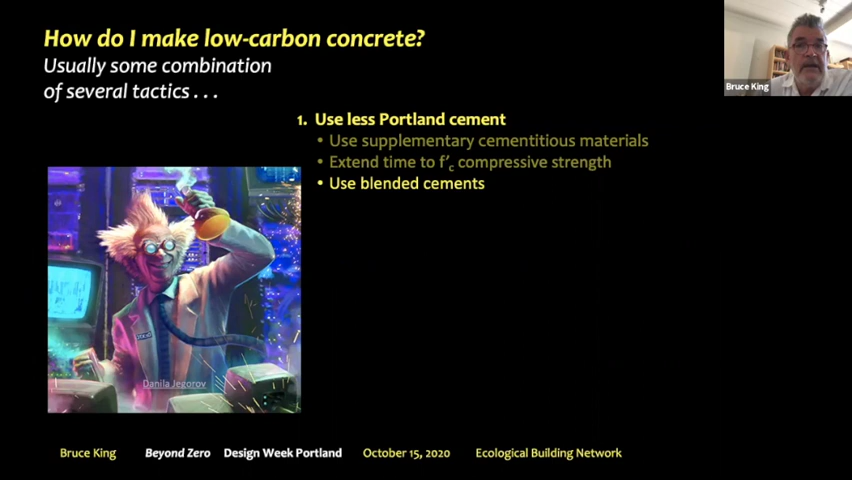 How do I make low-carbon concrete?
Usually some combination
of several tactics . . .
1. Use less Portland cement
• Use supplementary cementitious materials
• Extend time to f'c compressive strength
• Use blended cements
Danila Jegorov
Bruce King
Bruce King Beyond Zero Design Week Portland October 15, 2020 Ecological Building Network